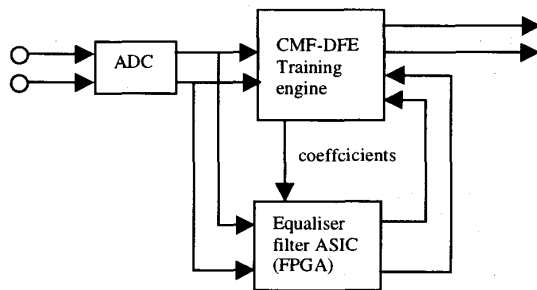 ADC
CMF-DFE
Training
engine
coeffcicients
Equaliser
filter ASIC
(FPGA)